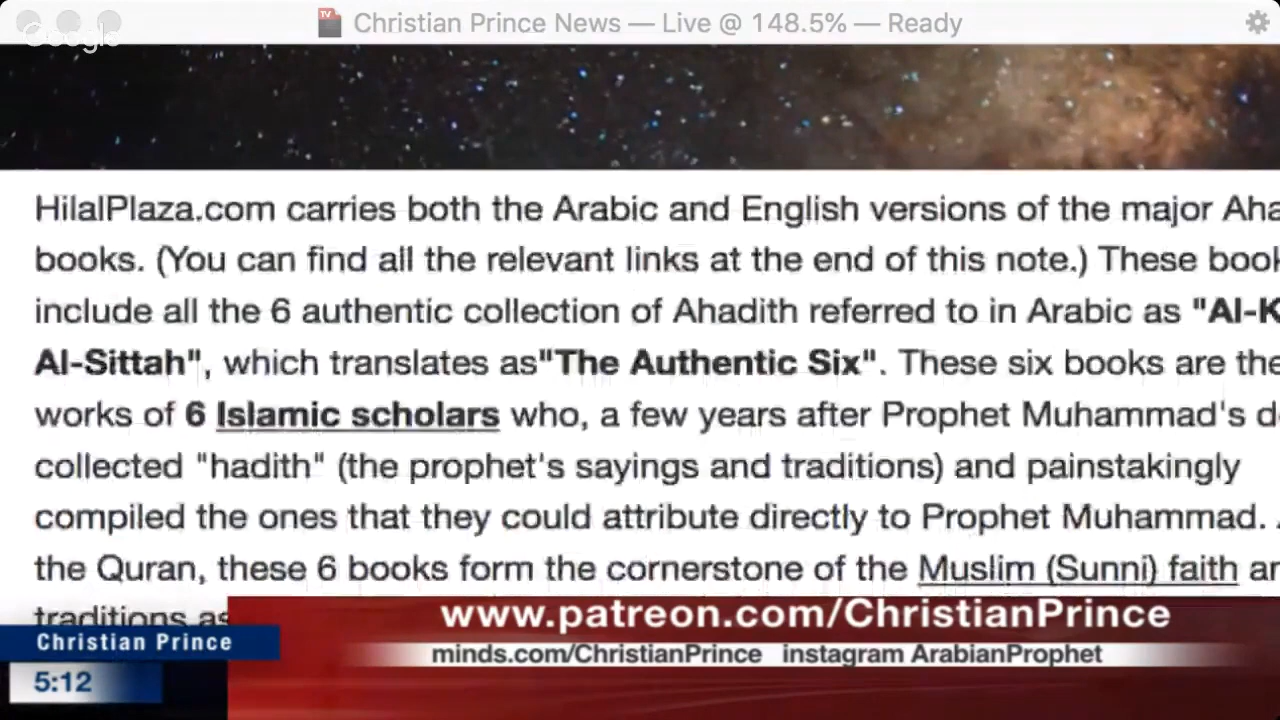 Christian Prince News — Live @ 148.5% — Ready
Google
HilalPlaza.com carries both the Arabic and English versions of the major
books. (You can find all the relevant links at the end of this note.) These
include all the 6 authentic collection of Ahadith referred to in Arabic as
Al-Sittah", which translates as"The Authentic Six". These six books are
works of 6 Islamic scholars who, a few years after Prophet Muhammad's
collected "hadith" (the prophet's sayings and traditions) and painstakingly
compiled the ones that they could attribute directly to Prophet Muhammad.
the Quran, these 6 books form the cornerstone of the Muslim (Sunni) faith
traditions
www.patreon.com/ChristianPrince
Christian Prince
minds.com/ChristianPrince instagram ArabianProphet
5:12